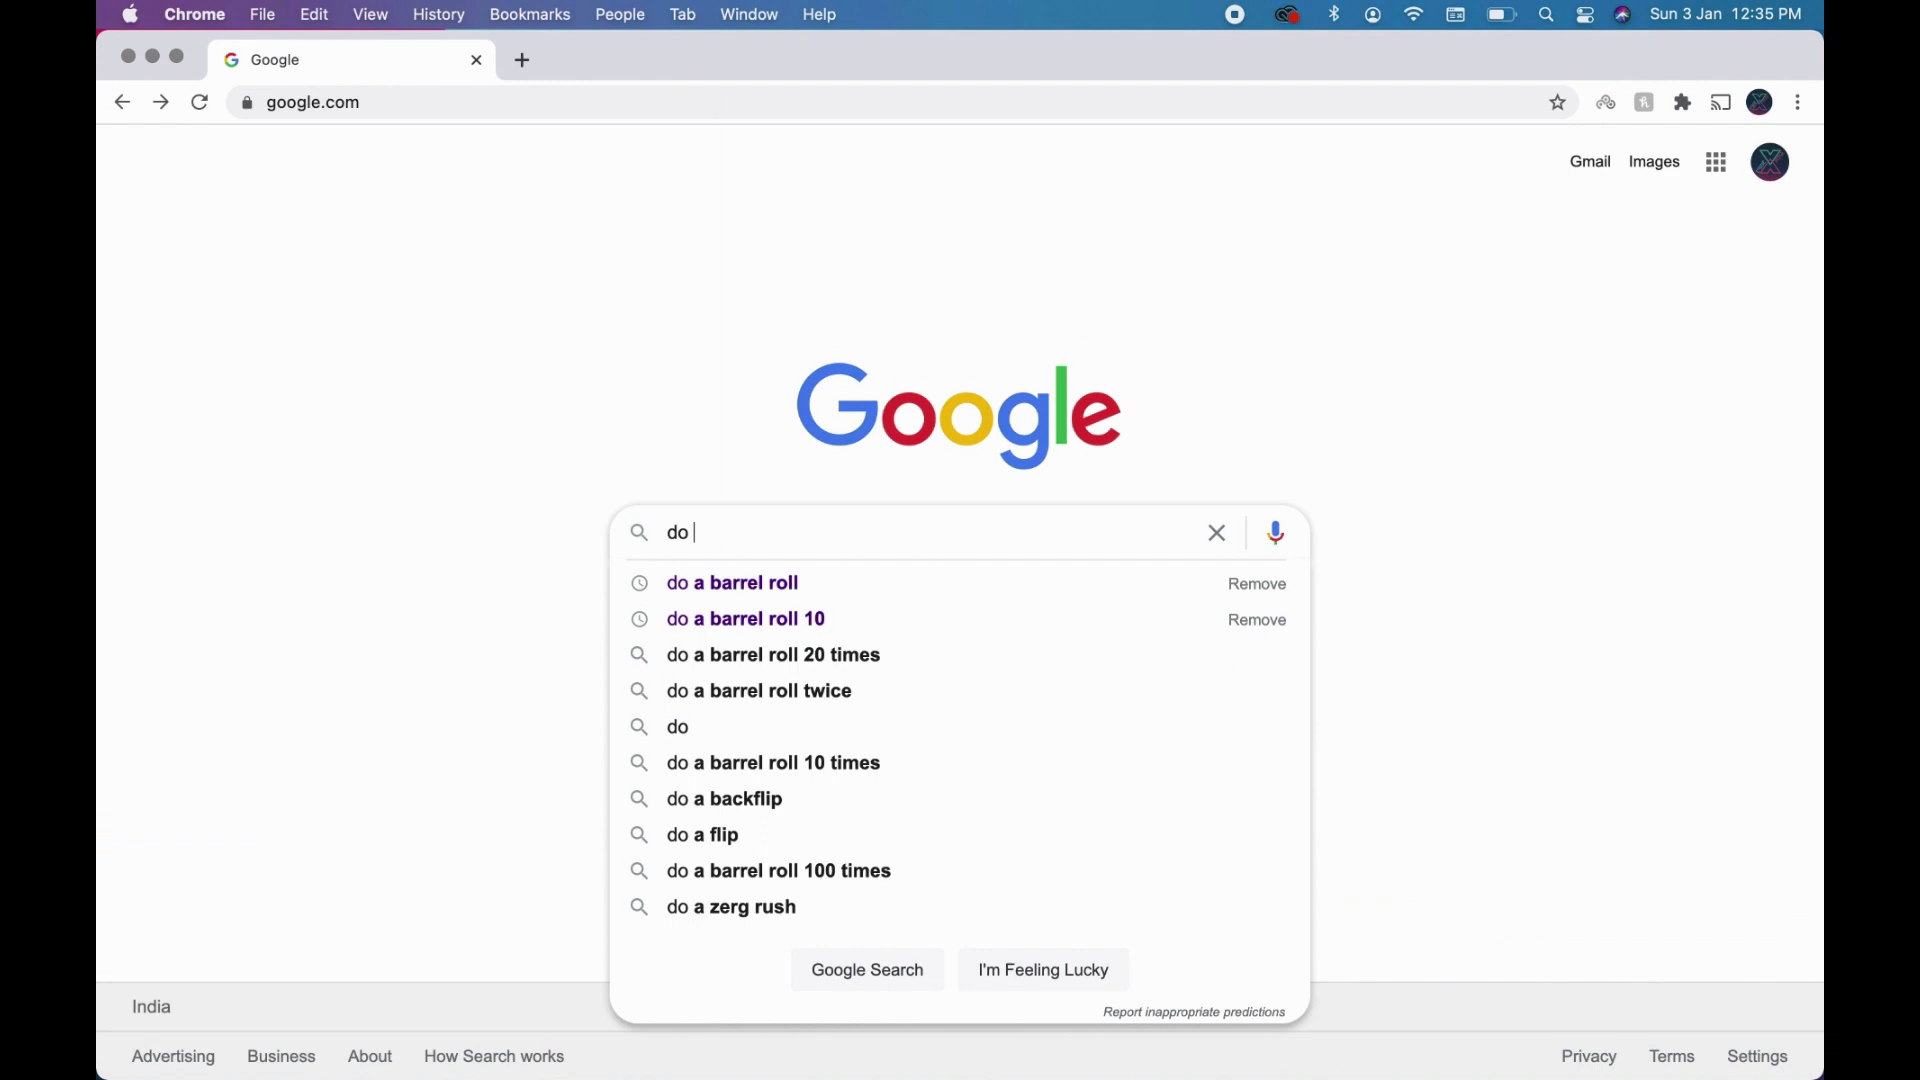 Chrome File Edit View History Bookmarks People Tab Window Help Sun 3 Jan 12:35 PM
Google
google.com
Gmail Images
Google
do
do a barrel roll Remove
do a barrel roll 10 Remove
do a barrel roll 20 times
do a barrel roll twice
do
do a barrel roll 10 times
do a backflip
do a flip
do a barrel roll 100 times
do a zerg rush
Google Search I'm Feeling Lucky
Report inappropriate predictions
India
Advertising Business About How Search works Privacy Terms Settings